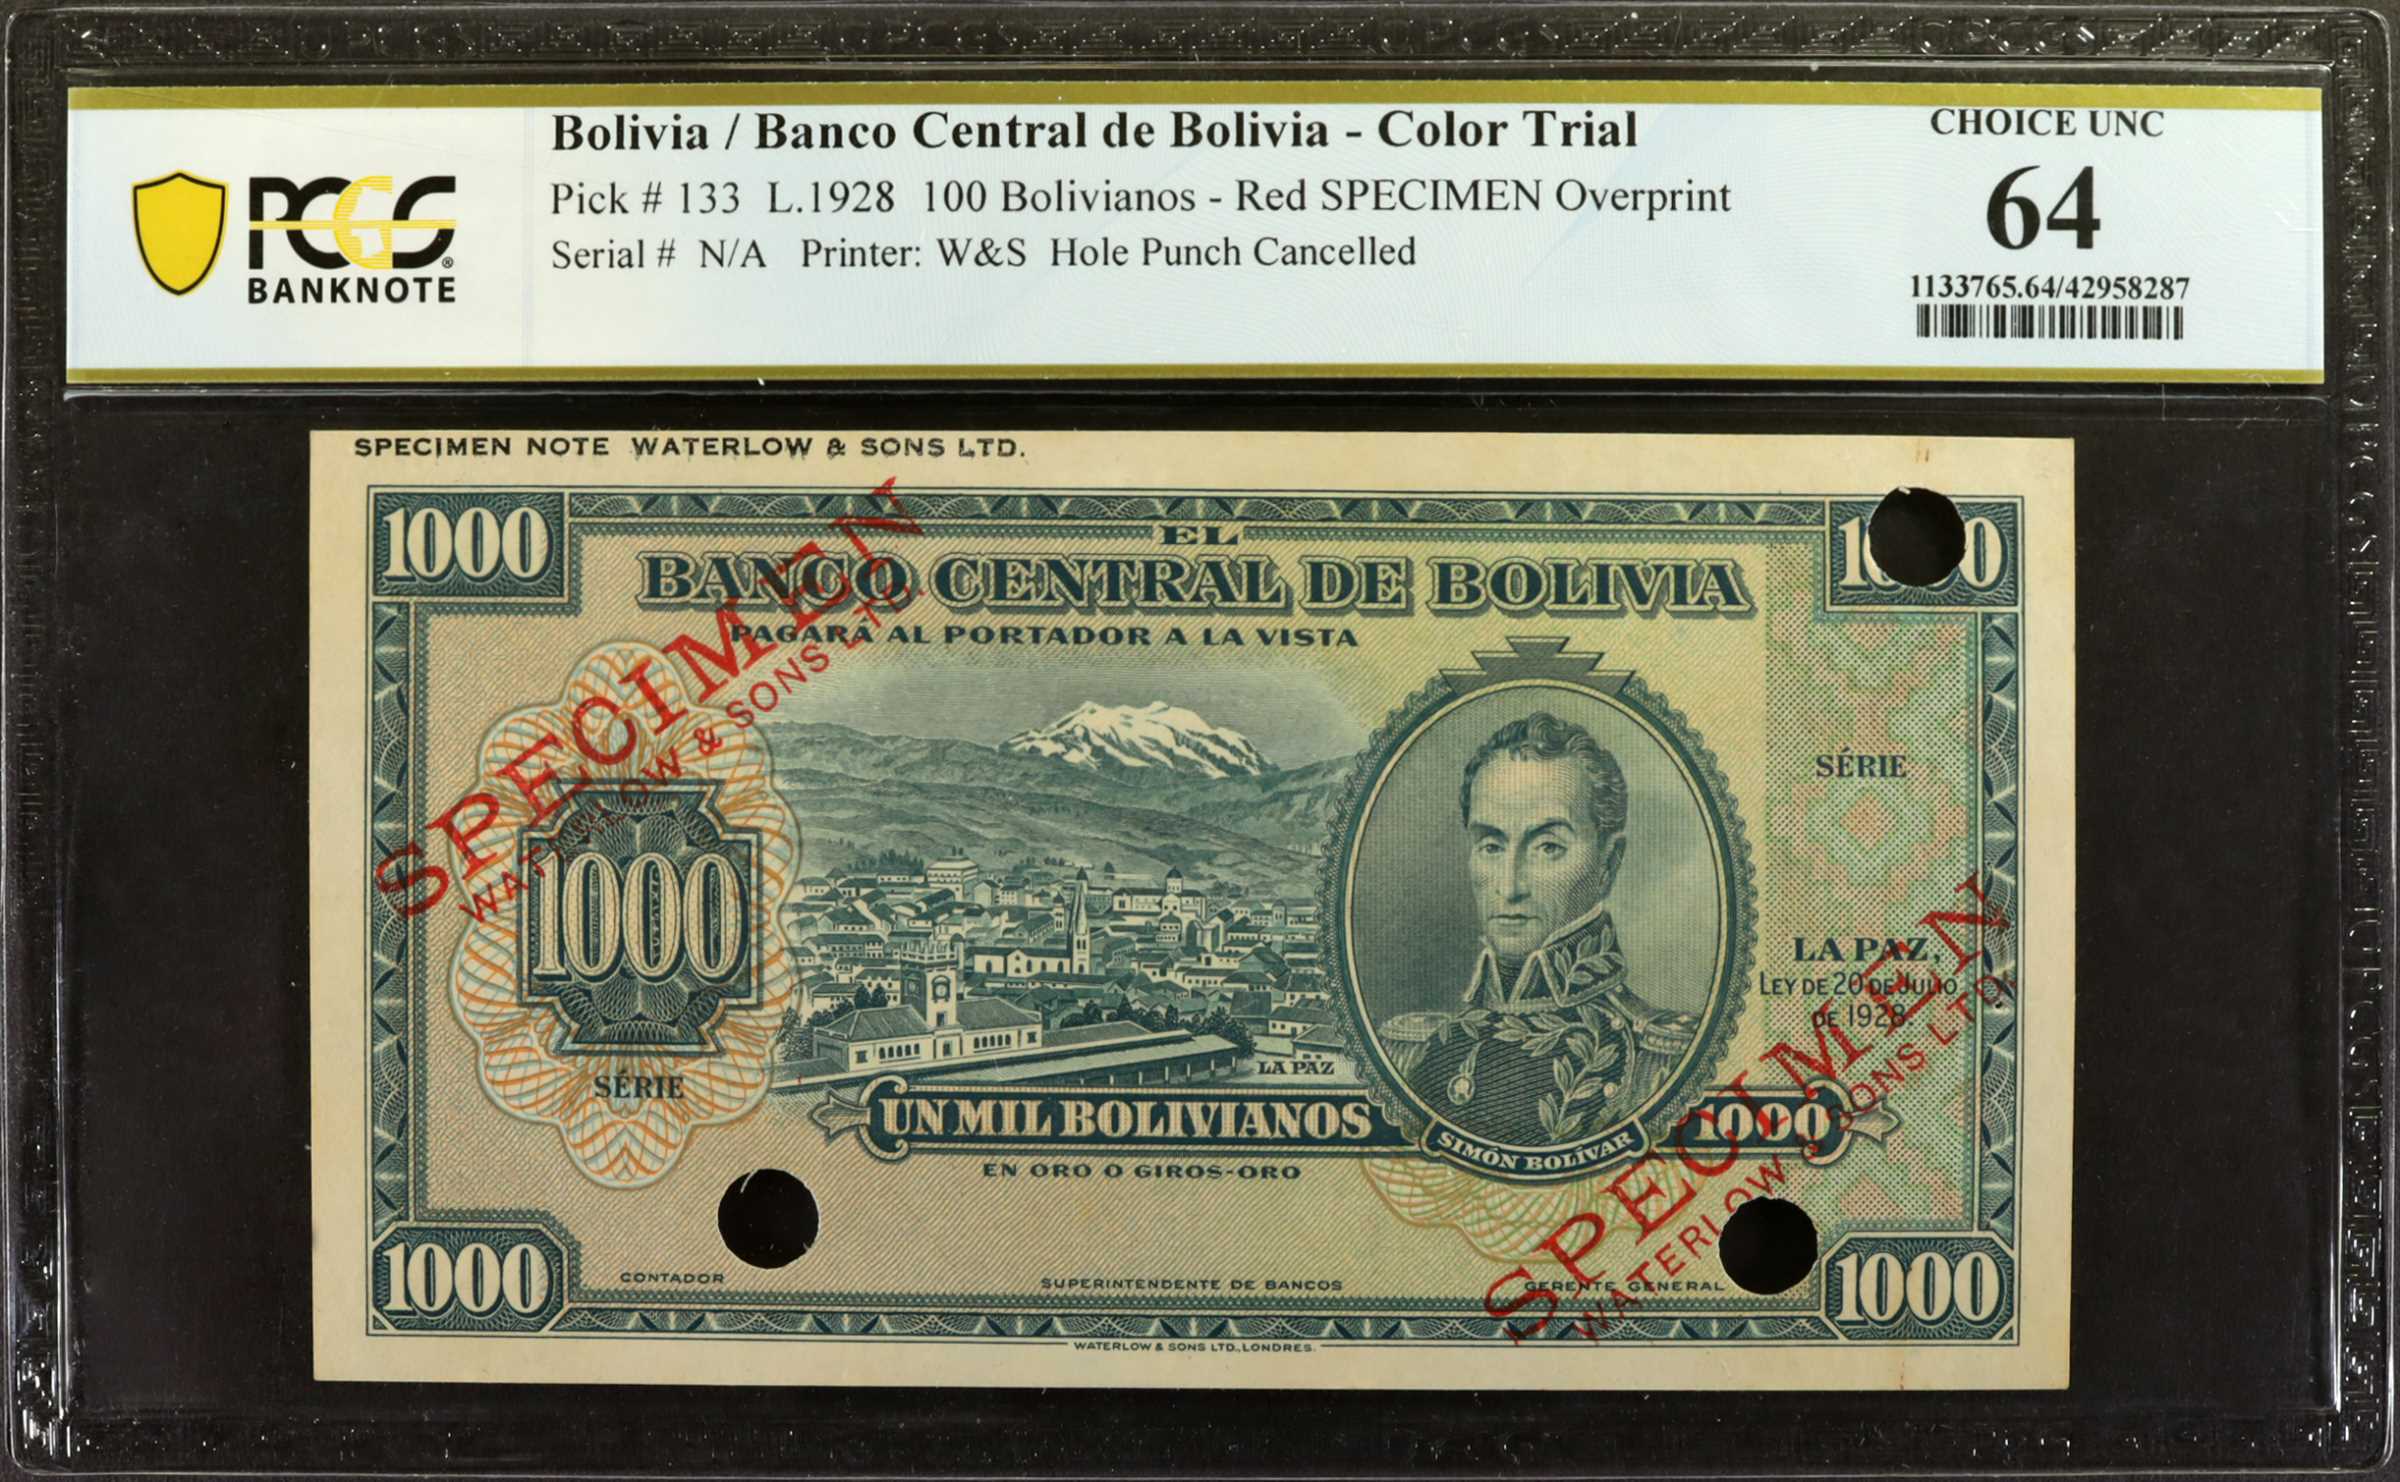 PCGS
BANKNOTE
Bolivia / Banco Central de Bolivia - Color Trial
Pick # 133 L.1928 100 Bolivianos - Red SPECIMEN Overprint
Serial # N/A Printer: W&S Hole Punch Cancelled
CHOICE UNC
64
1133765.64/42958287
SPECIMEN NOTE WATERLOW & SONS LTD.
1000
EL
BANCO CENTRAL DE BOLIVIA
PAGARÁ AL PORTADOR A LA VISTA
1000
SPECIMEN
WATERLOW & SONS LTD.
1000
SÉRIE
LA PAZ
SÉRIE
LA PAZ,
LEY DE 20 DE JULIO
DE 1928.
UN MIL BOLIVIANOS
SIMÓN BOLÍVAR
1000
EN ORO O GIROS-ORO
SPECIMEN
WATERLOW & SONS LTD.
1000
CONTADOR
SUPERINTENDENTE DE BANCOS
GERENTE GENERAL
1000
WATERLOW & SONS LTD., LONDRES.